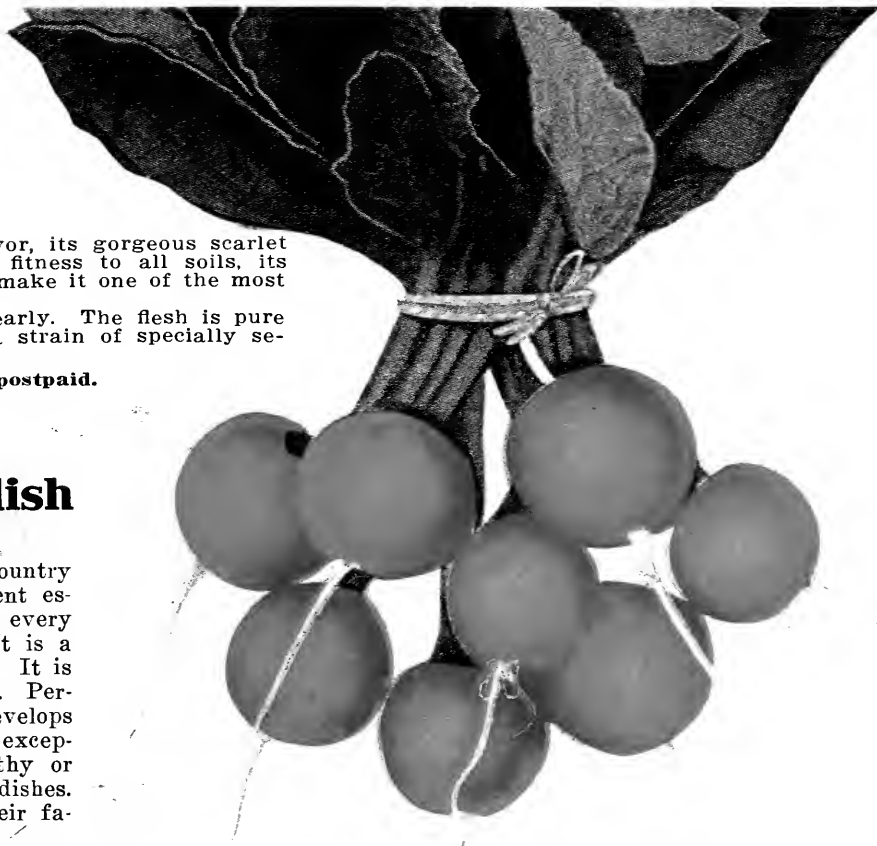 vor, its gorgeous scarlet
fitness to all soils, its
make it one of the most
early. The flesh is pure
strain of specially se-
postpaid.
lish
ountry
ent es-
every
t is a
It is
. Per-
evelops
excep-
thy or
dishes.
eir fa-